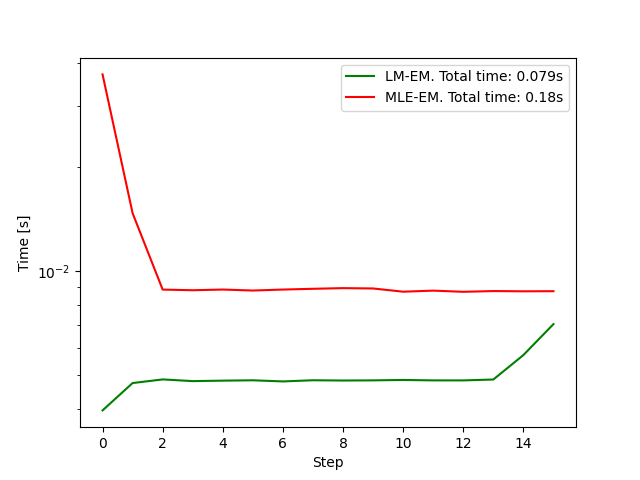 LM-EM. Total time: 0.079s
MLE-EM. Total time: 0.18s
Time [s]
10⁻²
0 2 4 6 8 10 12 14
Step